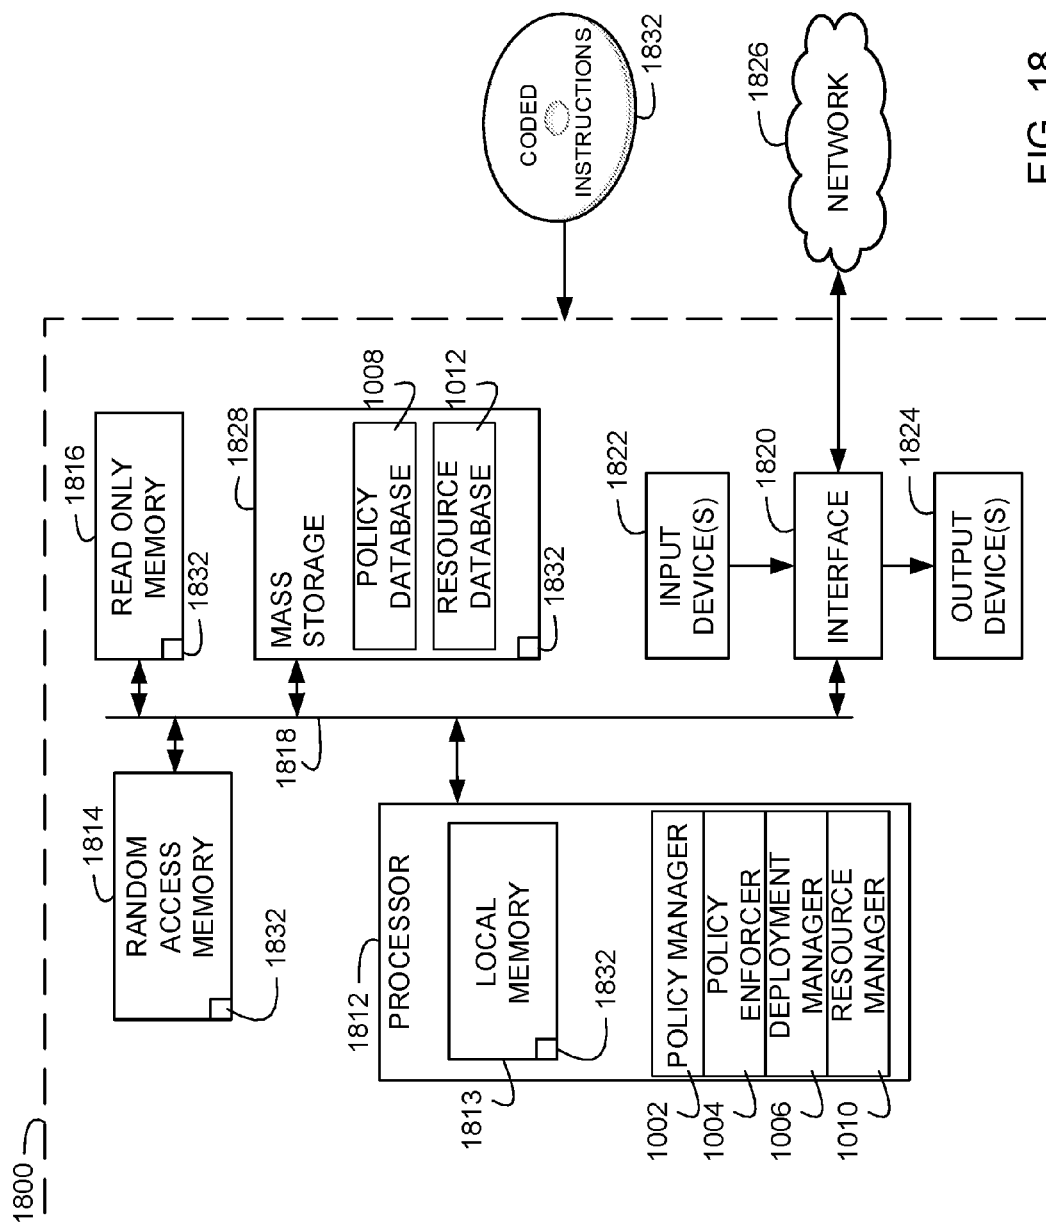 1800
1814
RANDOM
ACCESS
MEMORY
1832
1816
READ ONLY
MEMORY
1832
1818
1828
MASS
STORAGE
1008
POLICY
DATABASE
1012
RESOURCE
DATABASE
1832
1812
PROCESSOR
LOCAL
MEMORY
1813
1832
1002
POLICY MANAGER
1004
POLICY
ENFORCER
1006
DEPLOYMENT
MANAGER
1010
RESOURCE
MANAGER
1822
INPUT
DEVICE(S)
1820
INTERFACE
1824
OUTPUT
DEVICE(S)
CODED
INSTRUCTIONS
1832
1826
NETWORK
FIG. 18